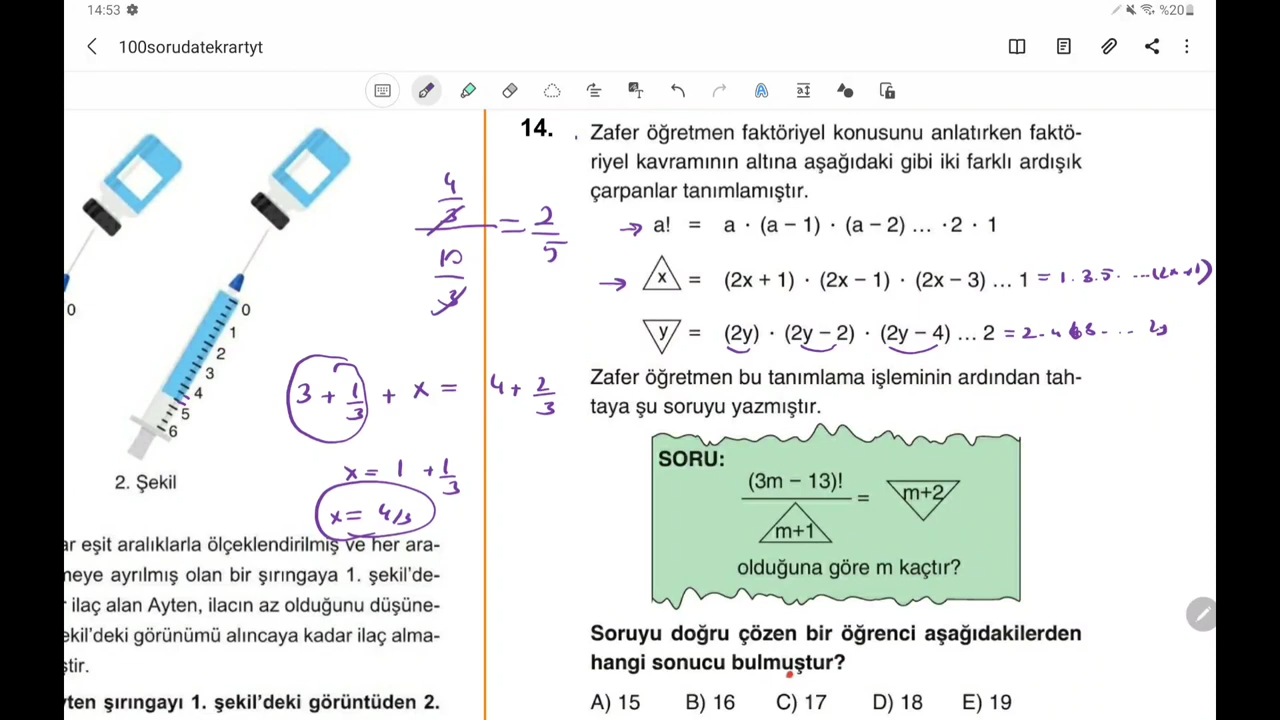 14:53
%20
100sorudatekrartyt
0
0
1
2
3
4
5
6
2. Şekil
4/3 / 10/3 = 2/5
3 + 1/3 + x = 4 + 2/3
x = 1 + 1/3
x = 4/3
ar eşit aralıklarla ölçeklendirilmiş ve her ara-
meye ayrılmış olan bir şırıngaya 1. şekil'de-
ilaç alan Ayten, ilacın az olduğunu düşüne-
ekil'deki görünümü alıncaya kadar ilaç alma-
ştir.
yten şırıngayı 1. şekil'deki görüntüden 2.
14. Zafer öğretmen faktöriyel konusunu anlatırken faktö-
riyel kavramının altına aşağıdaki gibi iki farklı ardışık
çarpanlar tanımlamıştır.
→ a! = a · (a − 1) · (a − 2) ... ·2 · 1
→ x = (2x + 1) · (2x − 1) · (2x − 3) ... 1 = 1.3.5. ...(2x+1)
y = (2y) · (2y − 2) · (2y − 4) ... 2 = 2.4
Zafer öğretmen bu tanımlama işleminin ardından tah-
taya şu soruyu yazmıştır.
SORU:
(3m − 13)! / m+1 = m+2
olduğuna göre m kaçtır?
Soruyu doğru çözen bir öğrenci aşağıdakilerden
hangi sonucu bulmuştur?
A) 15 B) 16 C) 17 D) 18 E) 19